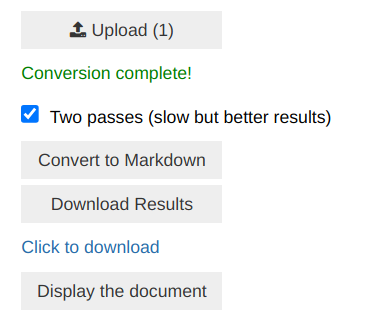 Upload (1)
Conversion complete!
Two passes (slow but better results)
Convert to Markdown
Download Results
Click to download
Display the document